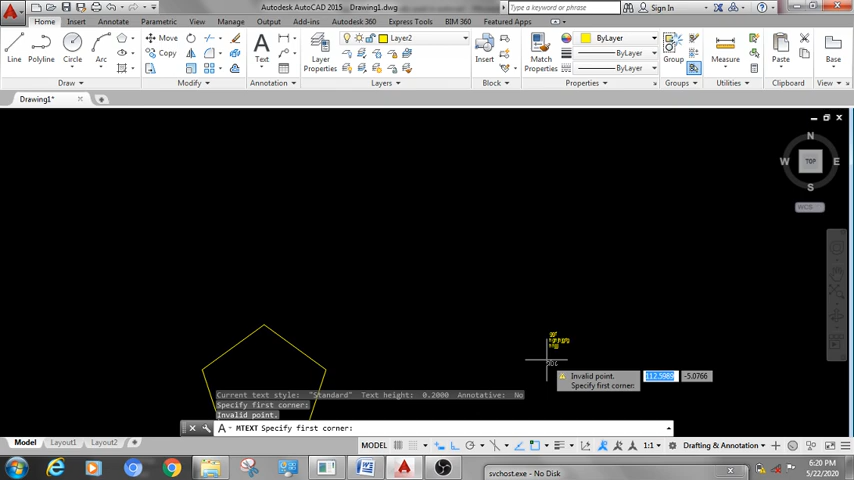 Autodesk AutoCAD 2015 Drawing1.dwg
Type a keyword or phrase
Sign In
Home Insert Annotate Parametric View Manage Output Add-ins Autodesk 360 Express Tools BIM 360 Featured Apps
Line Polyline Circle Arc
Move
Copy
Text
Layer
Properties
Layer2
Insert
Match
Properties
ByLayer
ByLayer
ByLayer
Group
Measure
Paste
Base
Draw Modify Annotation Layers Block Properties Groups Utilities Clipboard View
Drawing1*
N
W TOP E
S
WCS
Invalid point.
Specify first corner:
-5.0766
Current text style: "Standard" Text height: 0.2000 Annotative: No
Specify first corner:
Invalid point.
MTEXT Specify first corner:
Model Layout1 Layout2
MODEL
1:1
Drafting & Annotation
svchost.exe - No Disk
6:20 PM
5/22/2020